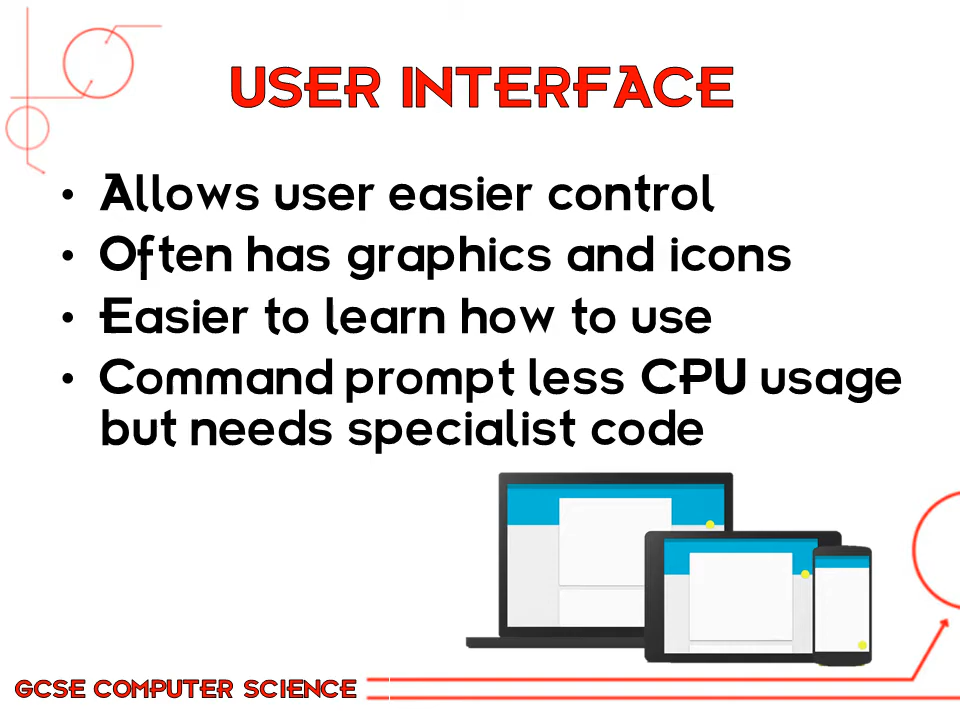 USER INTERFACE
• Allows user easier control
• Often has graphics and icons
• Easier to learn how to use
• Command prompt less CPU usage
but needs specialist code
GCSE COMPUTER SCIENCE